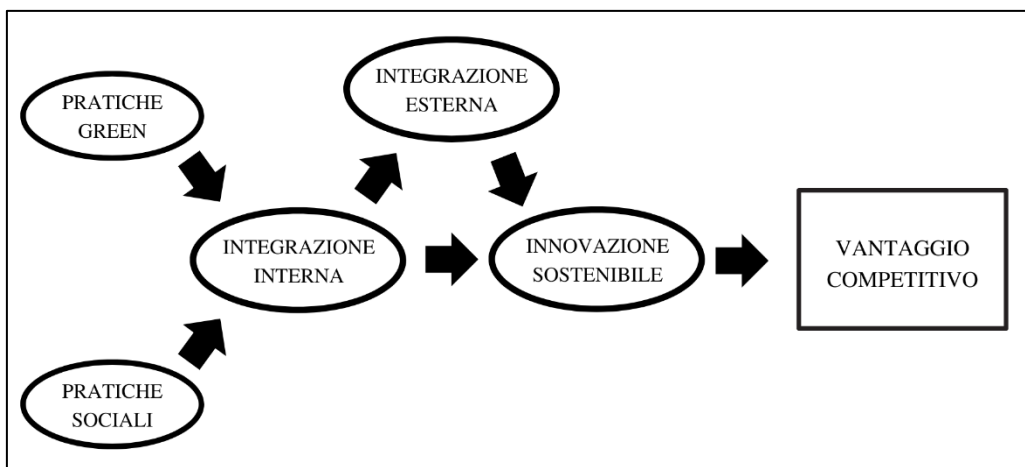 PRATICHE
GREEN
INTEGRAZIONE
ESTERNA
INTEGRAZIONE
INTERNA
INNOVAZIONE
SOSTENIBILE
VANTAGGIO
COMPETITIVO
PRATICHE
SOCIALI